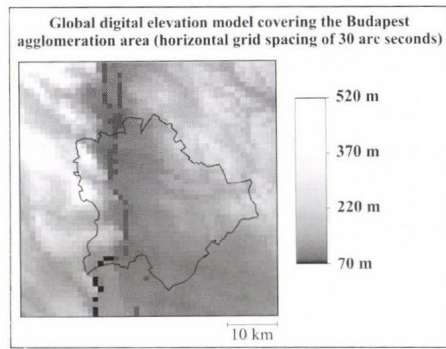 Global digital elevation model covering the Budapest
agglomeration area (horizontal grid spacing of 30 arc seconds)
520 m
370 m
220 m
70 m
10 km